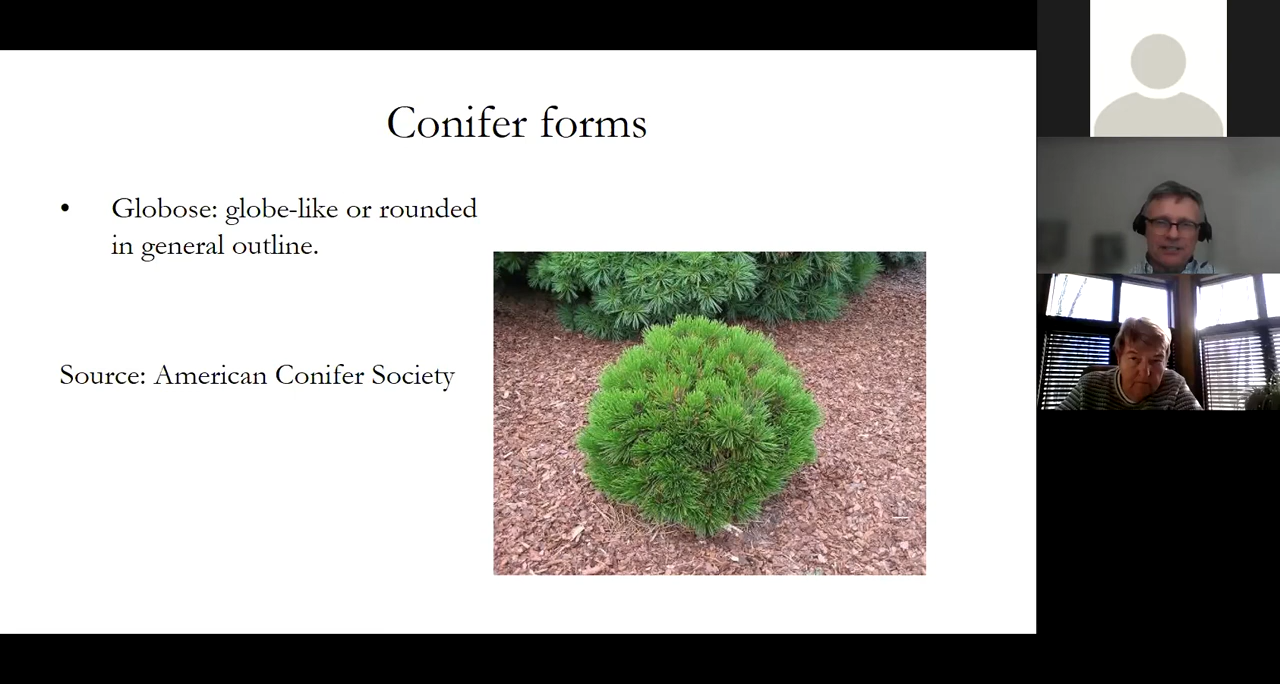 Conifer forms
• Globose: globe-like or rounded
in general outline.
Source: American Conifer Society